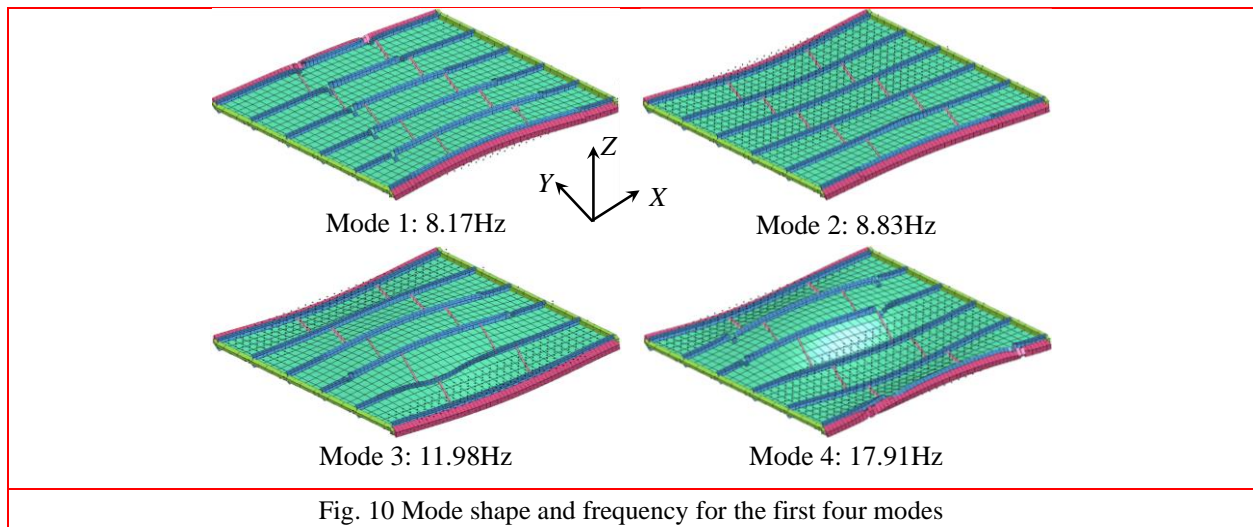 Z
Y
X
Mode 1: 8.17Hz
Mode 2: 8.83Hz
Mode 3: 11.98Hz
Mode 4: 17.91Hz
Fig. 10 Mode shape and frequency for the first four modes